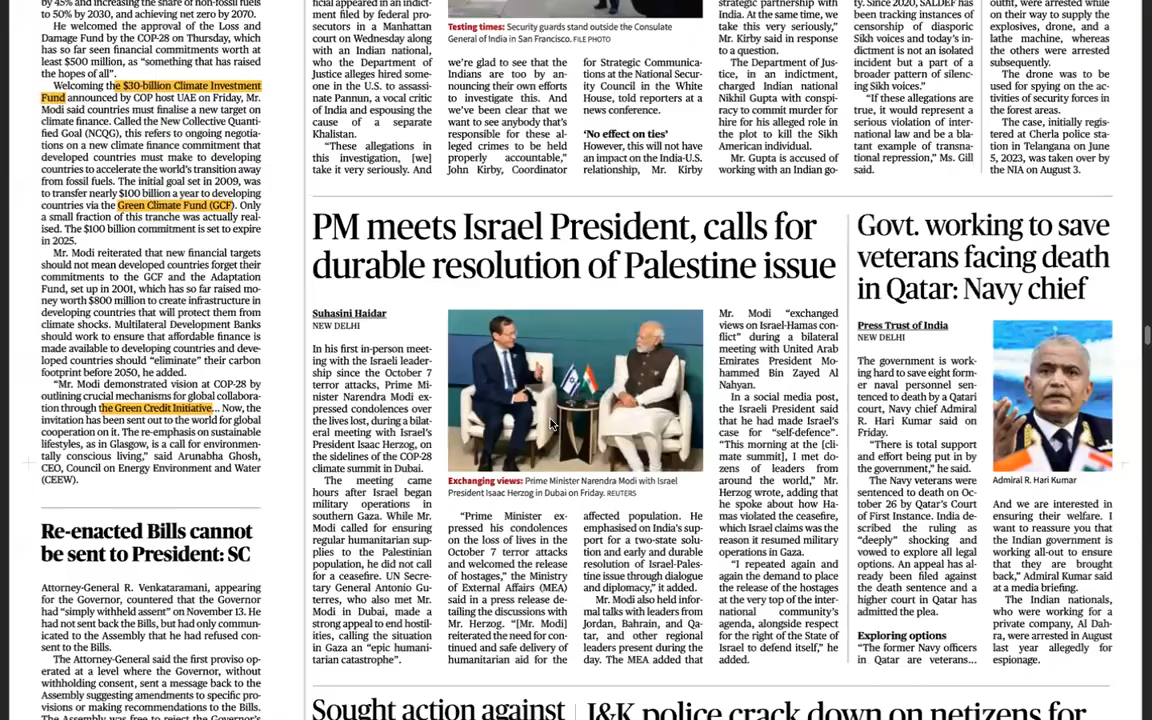 by 45% and increasing the share of non-fossil fuels
to 50% by 2030, and achieving net zero by 2070.
He welcomed the approval of the Loss and
Damage Fund by the COP-28 on Thursday, which
has so far seen financial commitments worth at
least $500 million, as “something that has raised
the hopes of all”.
Welcoming the $30-billion Climate Investment
Fund announced by COP host UAE on Friday, Mr.
Modi said countries must finalise a new target on
climate finance. Called the New Collective Quanti-
fied Goal (NCQG), this refers to ongoing negotia-
tions on a new climate finance commitment that
developed countries must make to developing
countries to accelerate the world’s transition away
from fossil fuels. The initial goal set in 2009, was
to transfer nearly $100 billion a year to developing
countries via the Green Climate Fund (GCF). Only
a small fraction of this tranche was actually real-
ised. The $100 billion commitment is set to expire
in 2025.
Mr. Modi reiterated that new financial targets
should not mean developed countries forget their
commitments to the GCF and the Adaptation
Fund, set up in 2001, which has so far raised mo-
ney worth $800 million to create infrastructure in
developing countries that will protect them from
climate shocks. Multilateral Development Banks
should work to ensure that affordable finance is
made available to developing countries and deve-
loped countries should “eliminate” their carbon
footprint before 2050, he added.
“Mr. Modi demonstrated vision at COP-28 by
outlining crucial mechanisms for global collabora-
tion through the Green Credit Initiative... Now, the
invitation has been sent out to the world for global
cooperation on it. The re-emphasis on sustainable
lifestyles, as in Glasgow, is a call for environmen-
tally conscious living,” said Arunabha Ghosh,
CEO, Council on Energy Environment and Water
(CEEW).
Re-enacted Bills cannot
be sent to President: SC
Attorney-General R. Venkataramani, appearing
for the Governor, countered that the Governor
had “simply withheld assent” on November 13. He
had not sent back the Bills, but had only commun-
icated to the Assembly that he had refused con-
sent to the Bills.
The Attorney-General said the first proviso op-
erated at a level where the Governor, without
withholding consent, sent a message back to the
Assembly suggesting amendments to specific pro-
visions or making recommendations to the Bills.
The Assembly was free to reject the Governor’s
ficial appeared in an indict-
ment filed by federal pro-
secutors in a Manhattan
court on Wednesday along
with an Indian national,
who the Department of
Justice alleges hired some-
one in the U.S. to assassi-
nate Pannun, a vocal critic
of India and espousing the
cause of a separate
Khalistan.
“These allegations in
this investigation, [we]
take it very seriously. And
Testing times: Security guards stand outside the Consulate
General of India in San Francisco. FILE PHOTO
we’re glad to see that the
Indians are too by an-
nouncing their own efforts
to investigate this. And
we’ve been clear that we
want to see anybody that’s
responsible for these al-
leged crimes to be held
properly accountable,”
John Kirby, Coordinator
for Strategic Communica-
tions at the National Secur-
ity Council in the White
House, told reporters at a
news conference.
‘No effect on ties’
However, this will not have
an impact on the India-U.S.
relationship, Mr. Kirby
strategic partnership with
India. At the same time, we
take this very seriously,”
Mr. Kirby said in response
to a question.
The Department of Jus-
tice, in an indictment,
charged Indian national
Nikhil Gupta with conspi-
racy to commit murder for
hire for his alleged role in
the plot to kill the Sikh
American individual.
Mr. Gupta is accused of
working with an Indian go-
ty. Since 2020, SALDEF has
been tracking instances of
censorship of diasporic
Sikh voices and today’s in-
dictment is not an isolated
incident but a part of a
broader pattern of silenc-
ing Sikh voices.”
“If these allegations are
true, it would represent a
serious violation of inter-
national law and be a bla-
tant example of transna-
tional repression,” Ms. Gill
said.
outfit, were arrested while
on their way to supply the
explosives, drone, and a
lathe machine, whereas
the others were arrested
subsequently.
The drone was to be
used for spying on the ac-
tivities of security forces in
the forest areas.
The case, initially regis-
tered at Cherla police sta-
tion in Telangana on June
5, 2023, was taken over by
the NIA on August 3.
PM meets Israel President, calls for
durable resolution of Palestine issue
Suhasini Haidar
NEW DELHI
In his first in-person meet-
ing with the Israeli leader-
ship since the October 7
terror attacks, Prime Mi-
nister Narendra Modi ex-
pressed condolences over
the lives lost, during a bilat-
eral meeting with Israel’s
President Isaac Herzog, on
the sidelines of the COP-28
climate summit in Dubai.
The meeting came
hours after Israel began
military operations in
southern Gaza. While Mr.
Modi called for ensuring
regular humanitarian sup-
plies to the Palestinian
population, he did not call
for a ceasefire. UN Secre-
tary General Antonio Gu-
terres, who also met Mr.
Modi in Dubai, made a
strong appeal to end hostil-
ities, calling the situation
in Gaza an “epic humani-
tarian catastrophe”.
Exchanging views: Prime Minister Narendra Modi with Israel
President Isaac Herzog in Dubai on Friday. REUTERS
“Prime Minister ex-
pressed his condolences
on the loss of lives in the
October 7 terror attacks
and welcomed the release
of hostages,” the Ministry
of External Affairs (MEA)
said in a press release de-
tailing the discussions with
Mr. Herzog. “[Mr. Modi]
reiterated the need for con-
tinued and safe delivery of
humanitarian aid for the
affected population. He
emphasised on India’s sup-
port for a two-state solu-
tion and early and durable
resolution of Israel-Pales-
tine issue through dialogue
and diplomacy,” it added.
Mr. Modi also held infor-
mal talks with leaders from
Jordan, Bahrain, and Qa-
tar, and other regional
leaders present during the
day. The MEA added that
Mr. Modi “exchanged
views on Israel-Hamas con-
flict” during a bilateral
meeting with United Arab
Emirates President Mo-
hammed Bin Zayed Al
Nahyan.
In a social media post,
the Israeli President said
that he had made Israel’s
case for “self-defence”.
“This morning at the [cli-
mate summit], I met do-
zens of leaders from
around the world,” Mr.
Herzog wrote, adding that
he spoke about how Ha-
mas violated the ceasefire,
which Israel claims was the
reason it resumed military
operations in Gaza.
“I repeated again and
again the demand to place
the release of the hostages
at the very top of the inter-
national community’s
agenda, alongside respect
for the right of the State of
Israel to defend itself,” he
added.
Govt. working to save
veterans facing death
in Qatar: Navy chief
Press Trust of India
NEW DELHI
The government is work-
ing hard to save eight form-
er naval personnel sen-
tenced to death by a Qatari
court, Navy chief Admiral
R. Hari Kumar said on
Friday.
“There is total support
and effort being put in by
the government,” he said.
The Navy veterans were
sentenced to death on Oc-
tober 26 by Qatar’s Court
of First Instance. India de-
scribed the ruling as
“deeply” shocking and
vowed to explore all legal
options. An appeal has al-
ready been filed against
the death sentence and a
higher court in Qatar has
admitted the plea.
Exploring options
“The former Navy officers
in Qatar are veterans...
Admiral R. Hari Kumar
And we are interested in
ensuring their welfare. I
want to reassure you that
the Indian government is
working all-out to ensure
that they are brought
back,” Admiral Kumar said
at a media briefing.
The Indian nationals,
who were working for a
private company, Al Dah-
ra, were arrested in August
last year allegedly for
espionage.
Sought action against
J&K police crack down on netizens for